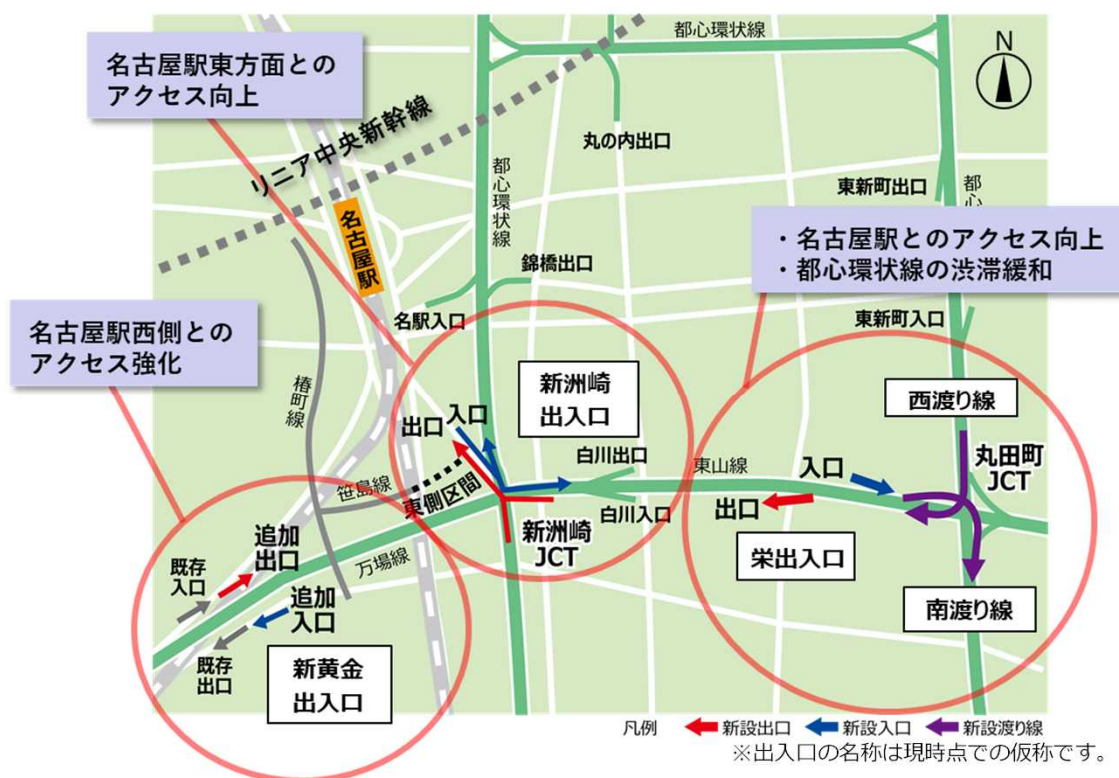 都心環状線
N
名古屋駅東方面との
アクセス向上
リニア中央新幹線
丸の内出口
都心環状線
東新町出口
都心
名古屋駅
・名古屋駅とのアクセス向上
・都心環状線の渋滞緩和
錦橋出口
名駅入口
東新町入口
名古屋駅西側との
アクセス強化
椿町線
新洲崎
出入口
西渡り線
出口
入口
白川出口
東山線
入口
丸田町
JCT
笹島線
東側区間
白川入口
出口
新洲崎
JCT
栄出入口
追加
出口
既存
入口
万場線
追加
入口
南渡り線
既存
出口
新黄金
出入口
凡例
新設出口
新設入口
新設渡り線
※出入口の名称は現時点での仮称です。